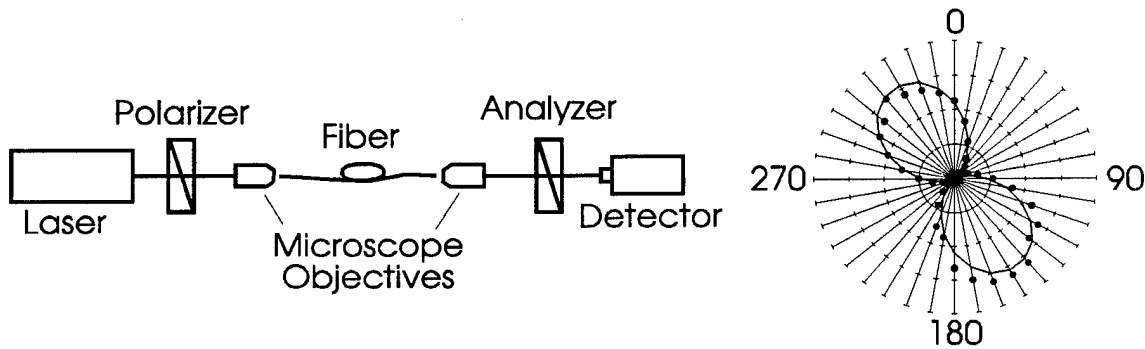 Laser
Polarizer
Fiber
Microscope
Objectives
Analyzer
Detector
0
90
180
270